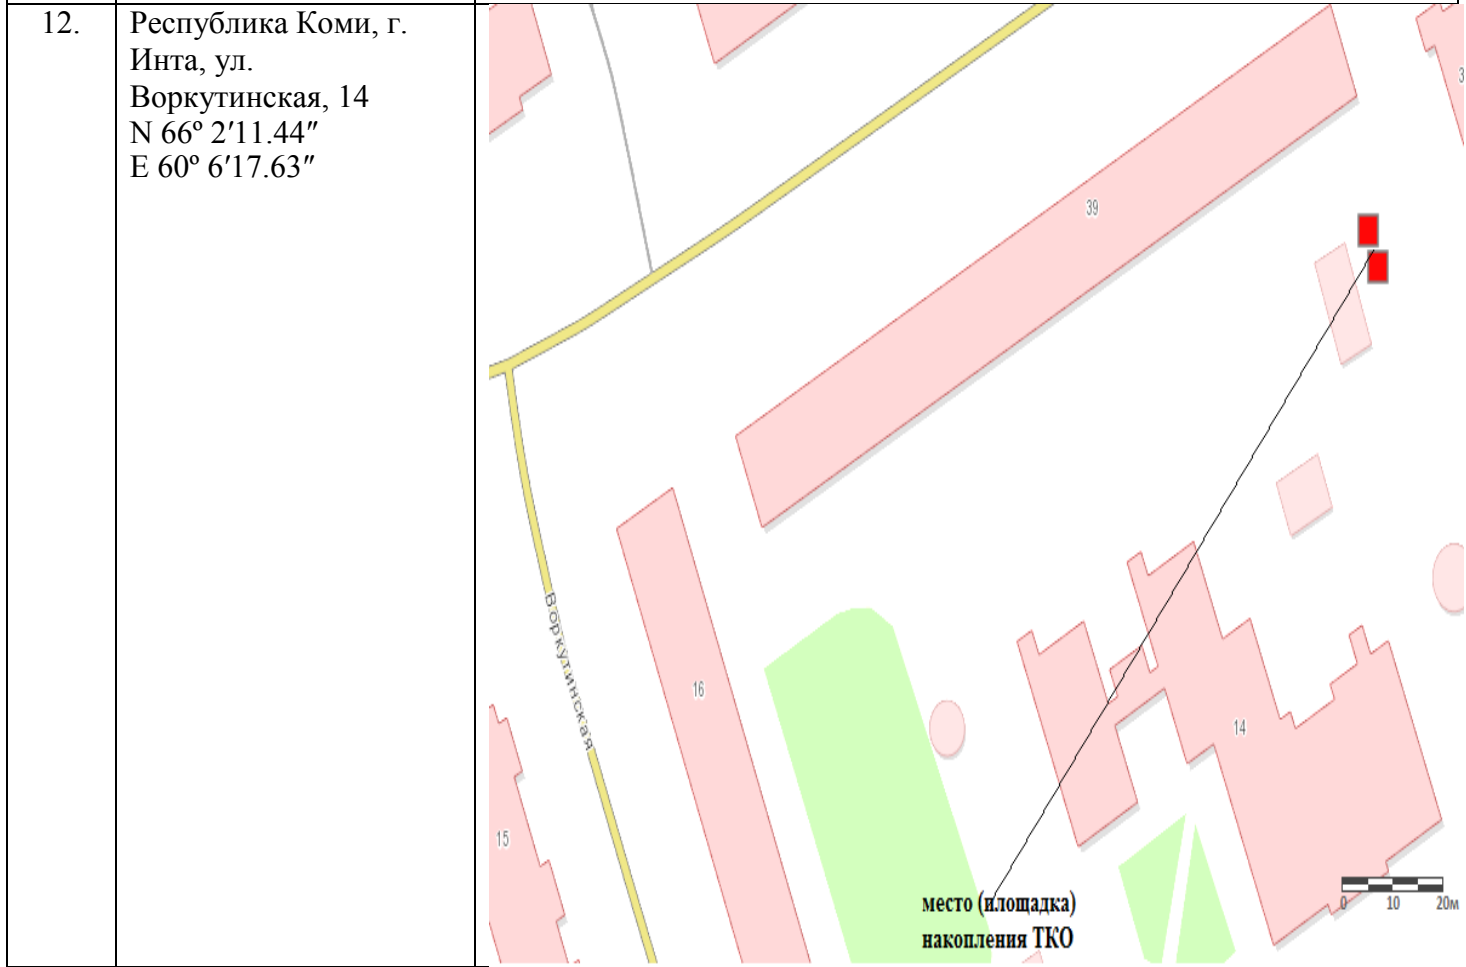 12.
Республика Коми, г.
Инта, ул.
Воркутинская, 14
N 66º 2′11.44″
E 60º 6′17.63″
3
39
16
14
15
Воркутинская
место (площадка)
накопления ТКО
0 10 20м